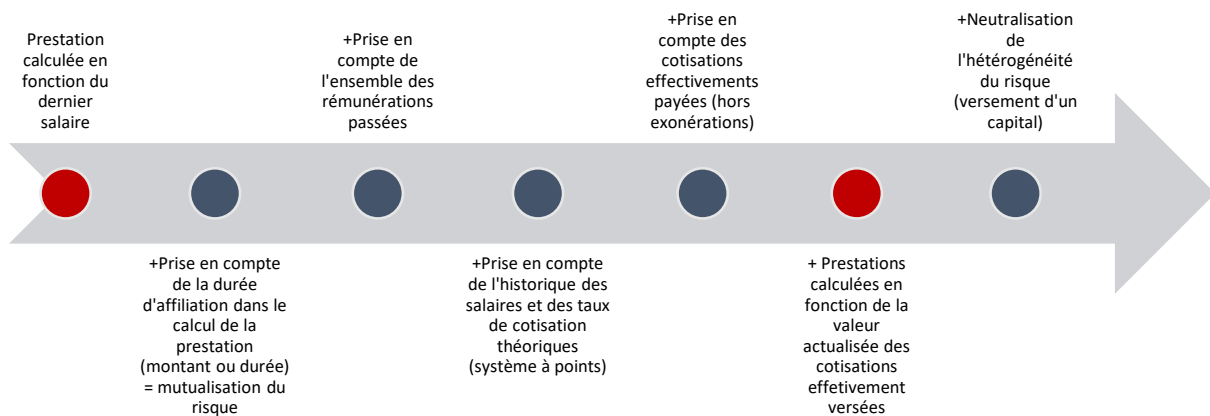 Prestation
calculée en
fonction du
dernier
salaire
+Prise en compte
de la durée
d'affiliation dans le
calcul de la
prestation
(montant ou durée)
= mutualisation du
risque
+Prise en
compte de
l'ensemble des
rémunérations
passées
+Prise en compte
de l'historique des
salaires et des taux
de cotisation
théoriques
(système à points)
+Prise en
compte des
cotisations
effectivements
payées (hors
exonérations)
+ Prestations
calculées en
fonction de la
valeur
actualisée des
cotisations
effetivement
versées
+Neutralisation
de
l'hétérogénéité
du risque
(versement d'un
capital)